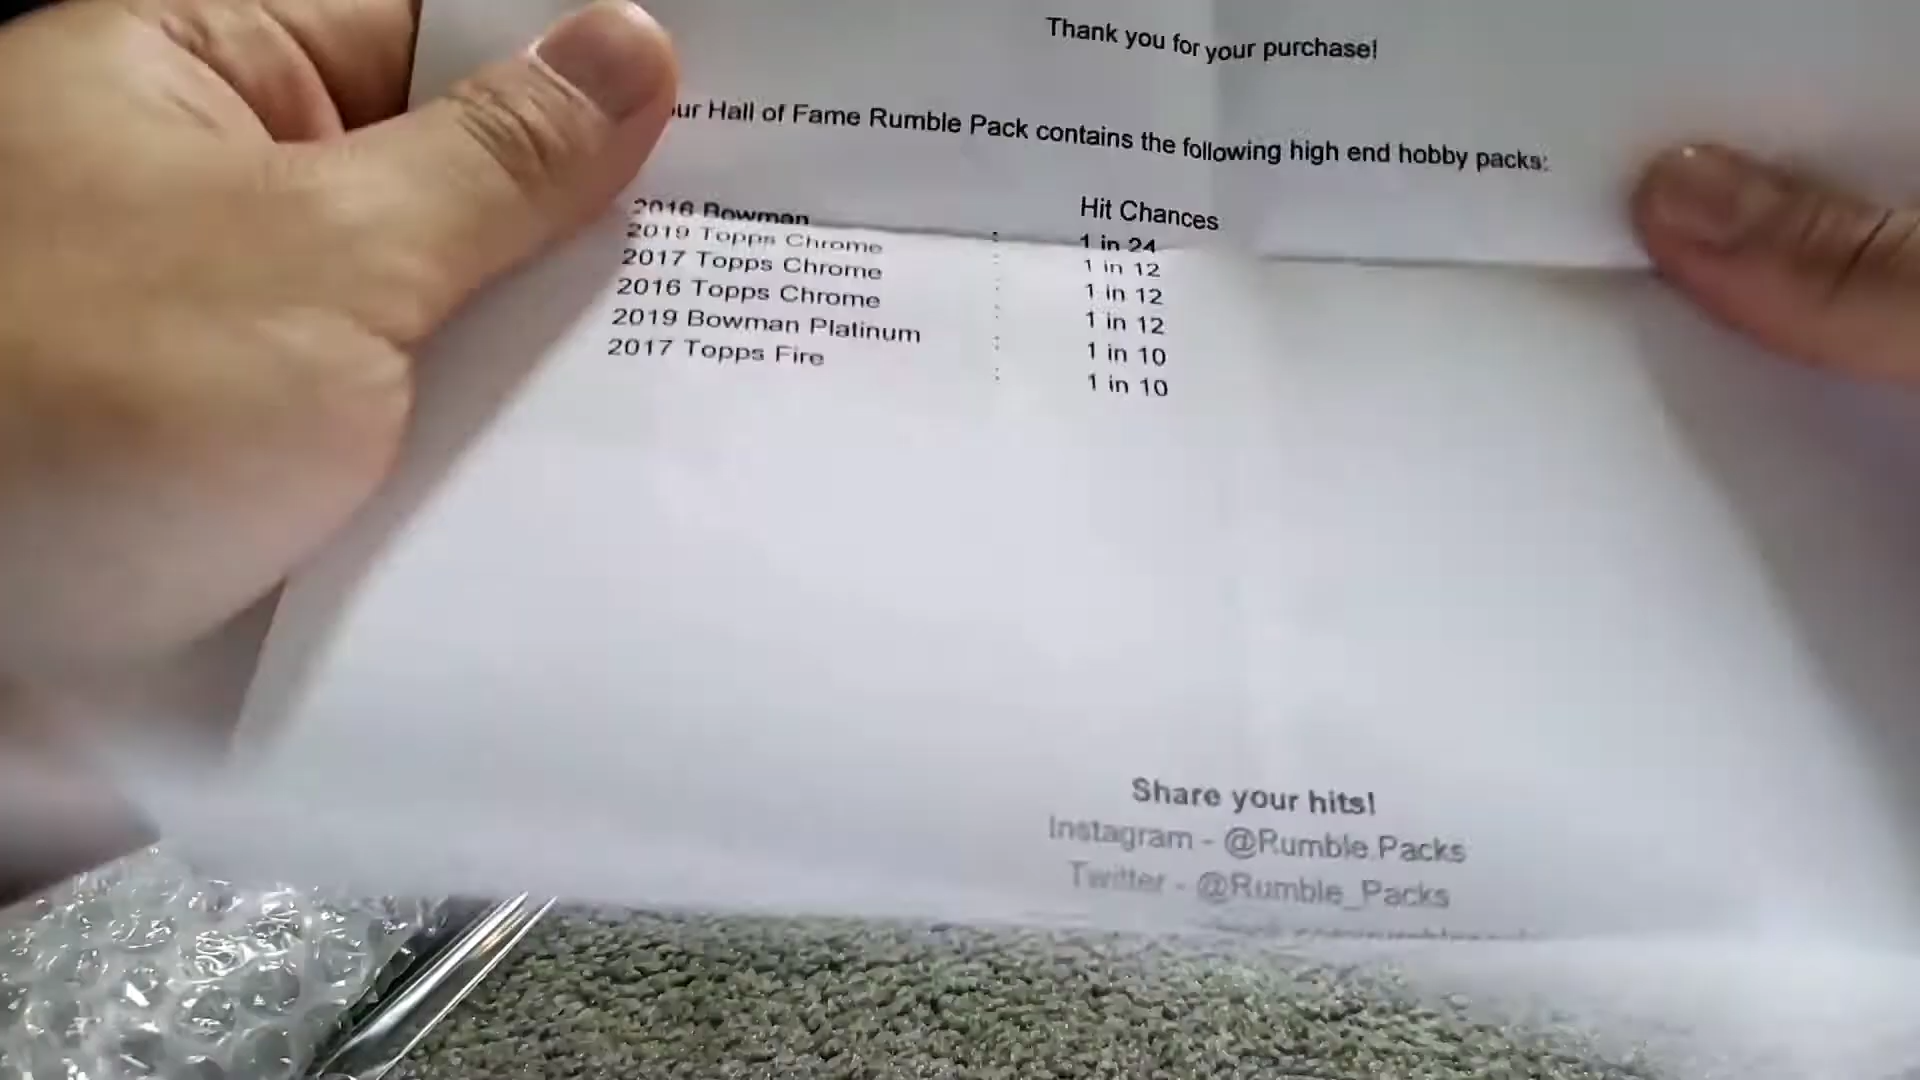 Thank you for your purchase!
ur Hall of Fame Rumble Pack contains the following high end hobby packs:
Hit Chances
2016 Bowman : 1 in 24
2019 Topps Chrome : 1 in 12
2017 Topps Chrome : 1 in 12
2016 Topps Chrome : 1 in 12
2019 Bowman Platinum : 1 in 10
2017 Topps Fire : 1 in 10
Share your hits!
Instagram - @Rumble.Packs
Twitter - @Rumble_Packs